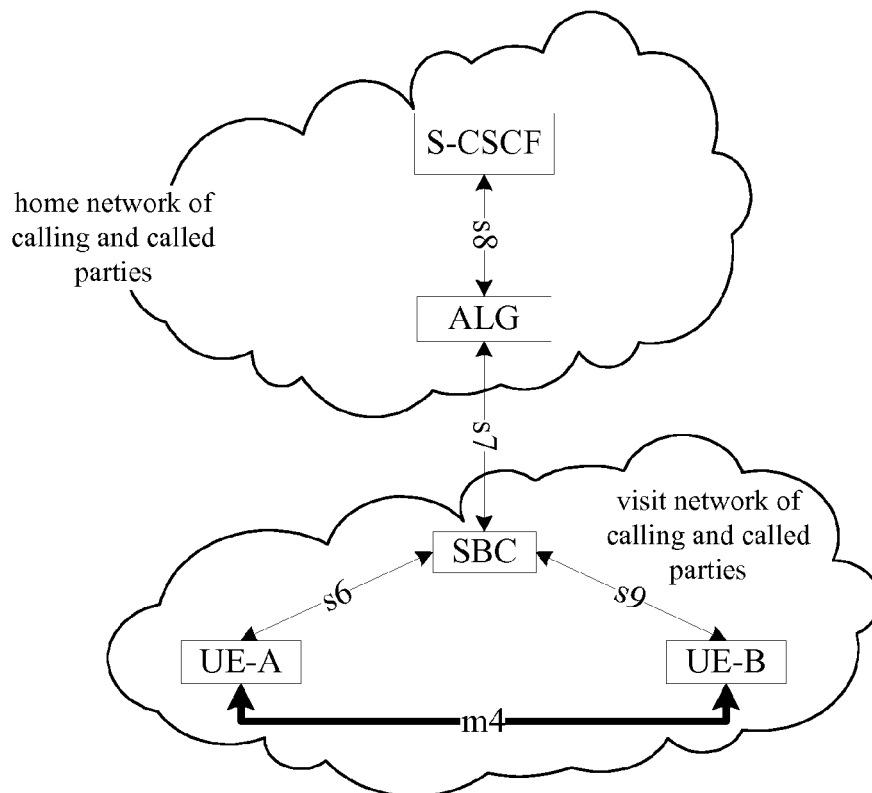 S-CSCF
home network of
calling and called
parties
s8
ALG
s7
visit network of
calling and called
parties
SBC
s6
s9
UE-A
UE-B
m4